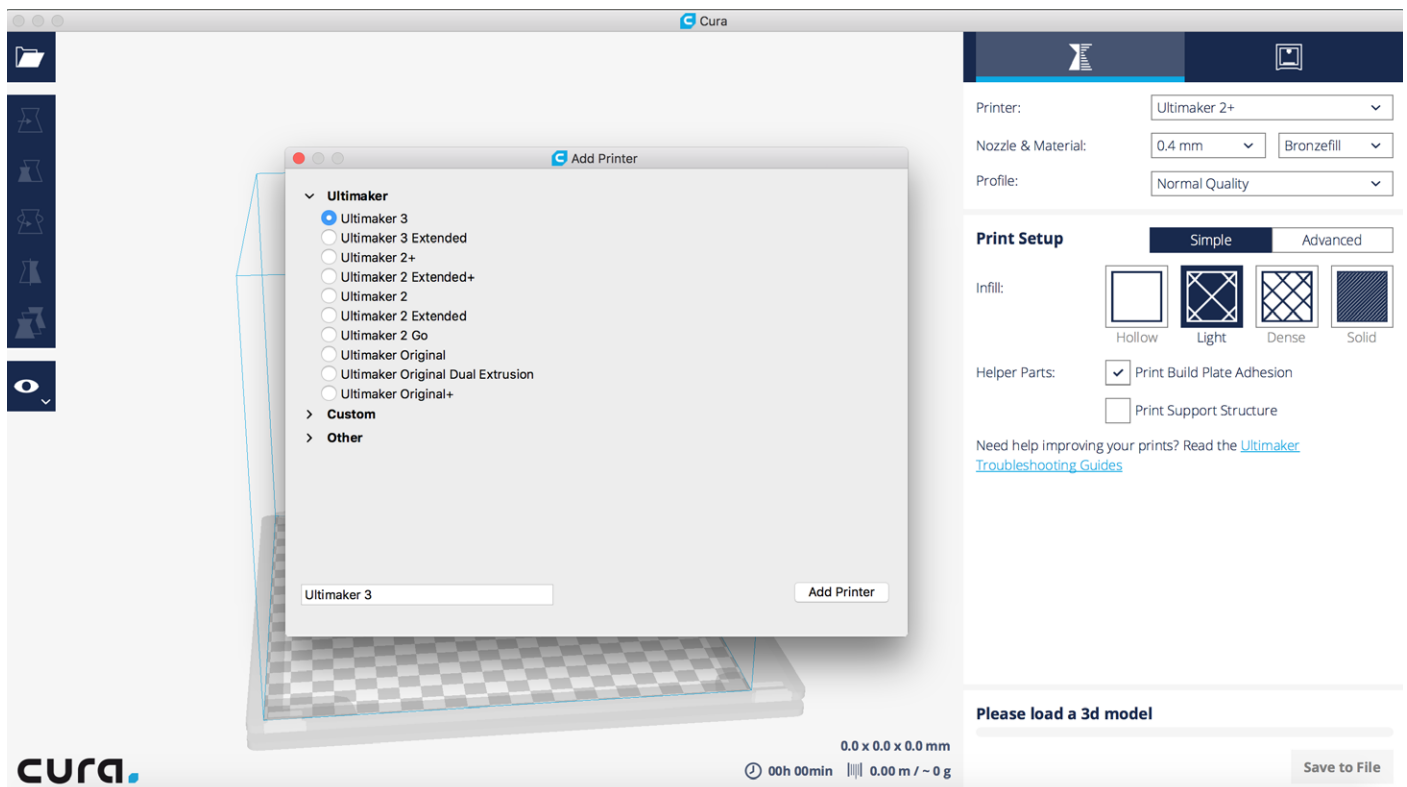 Cura
Printer:
Ultimaker 2+
Nozzle & Material:
0.4 mm
Bronzefill
Profile:
Normal Quality
Print Setup
Simple
Advanced
Infill:
Hollow
Light
Dense
Solid
Helper Parts:
Print Build Plate Adhesion
Print Support Structure
Need help improving your prints? Read the Ultimaker
Troubleshooting Guides
Add Printer
Ultimaker
Ultimaker 3
Ultimaker 3 Extended
Ultimaker 2+
Ultimaker 2 Extended+
Ultimaker 2
Ultimaker 2 Extended
Ultimaker 2 Go
Ultimaker Original
Ultimaker Original Dual Extrusion
Ultimaker Original+
Custom
Other
Ultimaker 3
Add Printer
Please load a 3d model
0.0 x 0.0 x 0.0 mm
00h 00min
0.00 m / ~ 0 g
Save to File
cura.